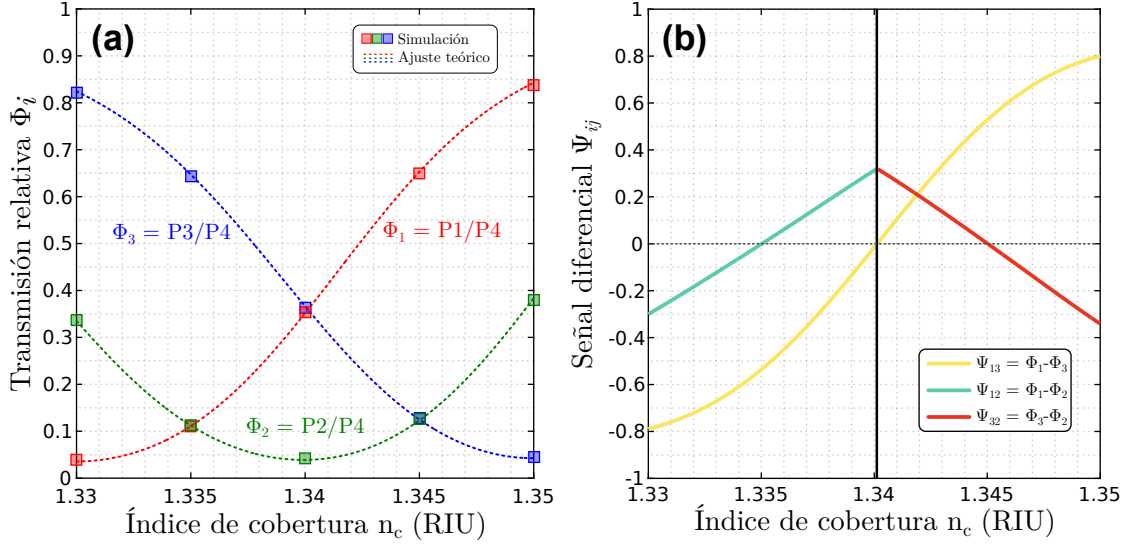 (a)
Simulación
Ajuste teórico
Φ₃ = P3/P4
Φ₁ = P1/P4
Φ₂ = P2/P4
Transmisión relativa Φi
1
0.9
0.8
0.7
0.6
0.5
0.4
0.3
0.2
0.1
0
1.33
1.335
1.34
1.345
1.35
Índice de cobertura n_c (RIU)
(b)
Señal diferencial Ψ_ij
1
0.8
0.6
0.4
0.2
0
-0.2
-0.4
-0.6
-0.8
-1
Ψ₁₃ = Φ₁-Φ₃
Ψ₁₂ = Φ₁-Φ₂
Ψ₃₂ = Φ₃-Φ₂
1.33
1.335
1.34
1.345
1.35
Índice de cobertura n_c (RIU)